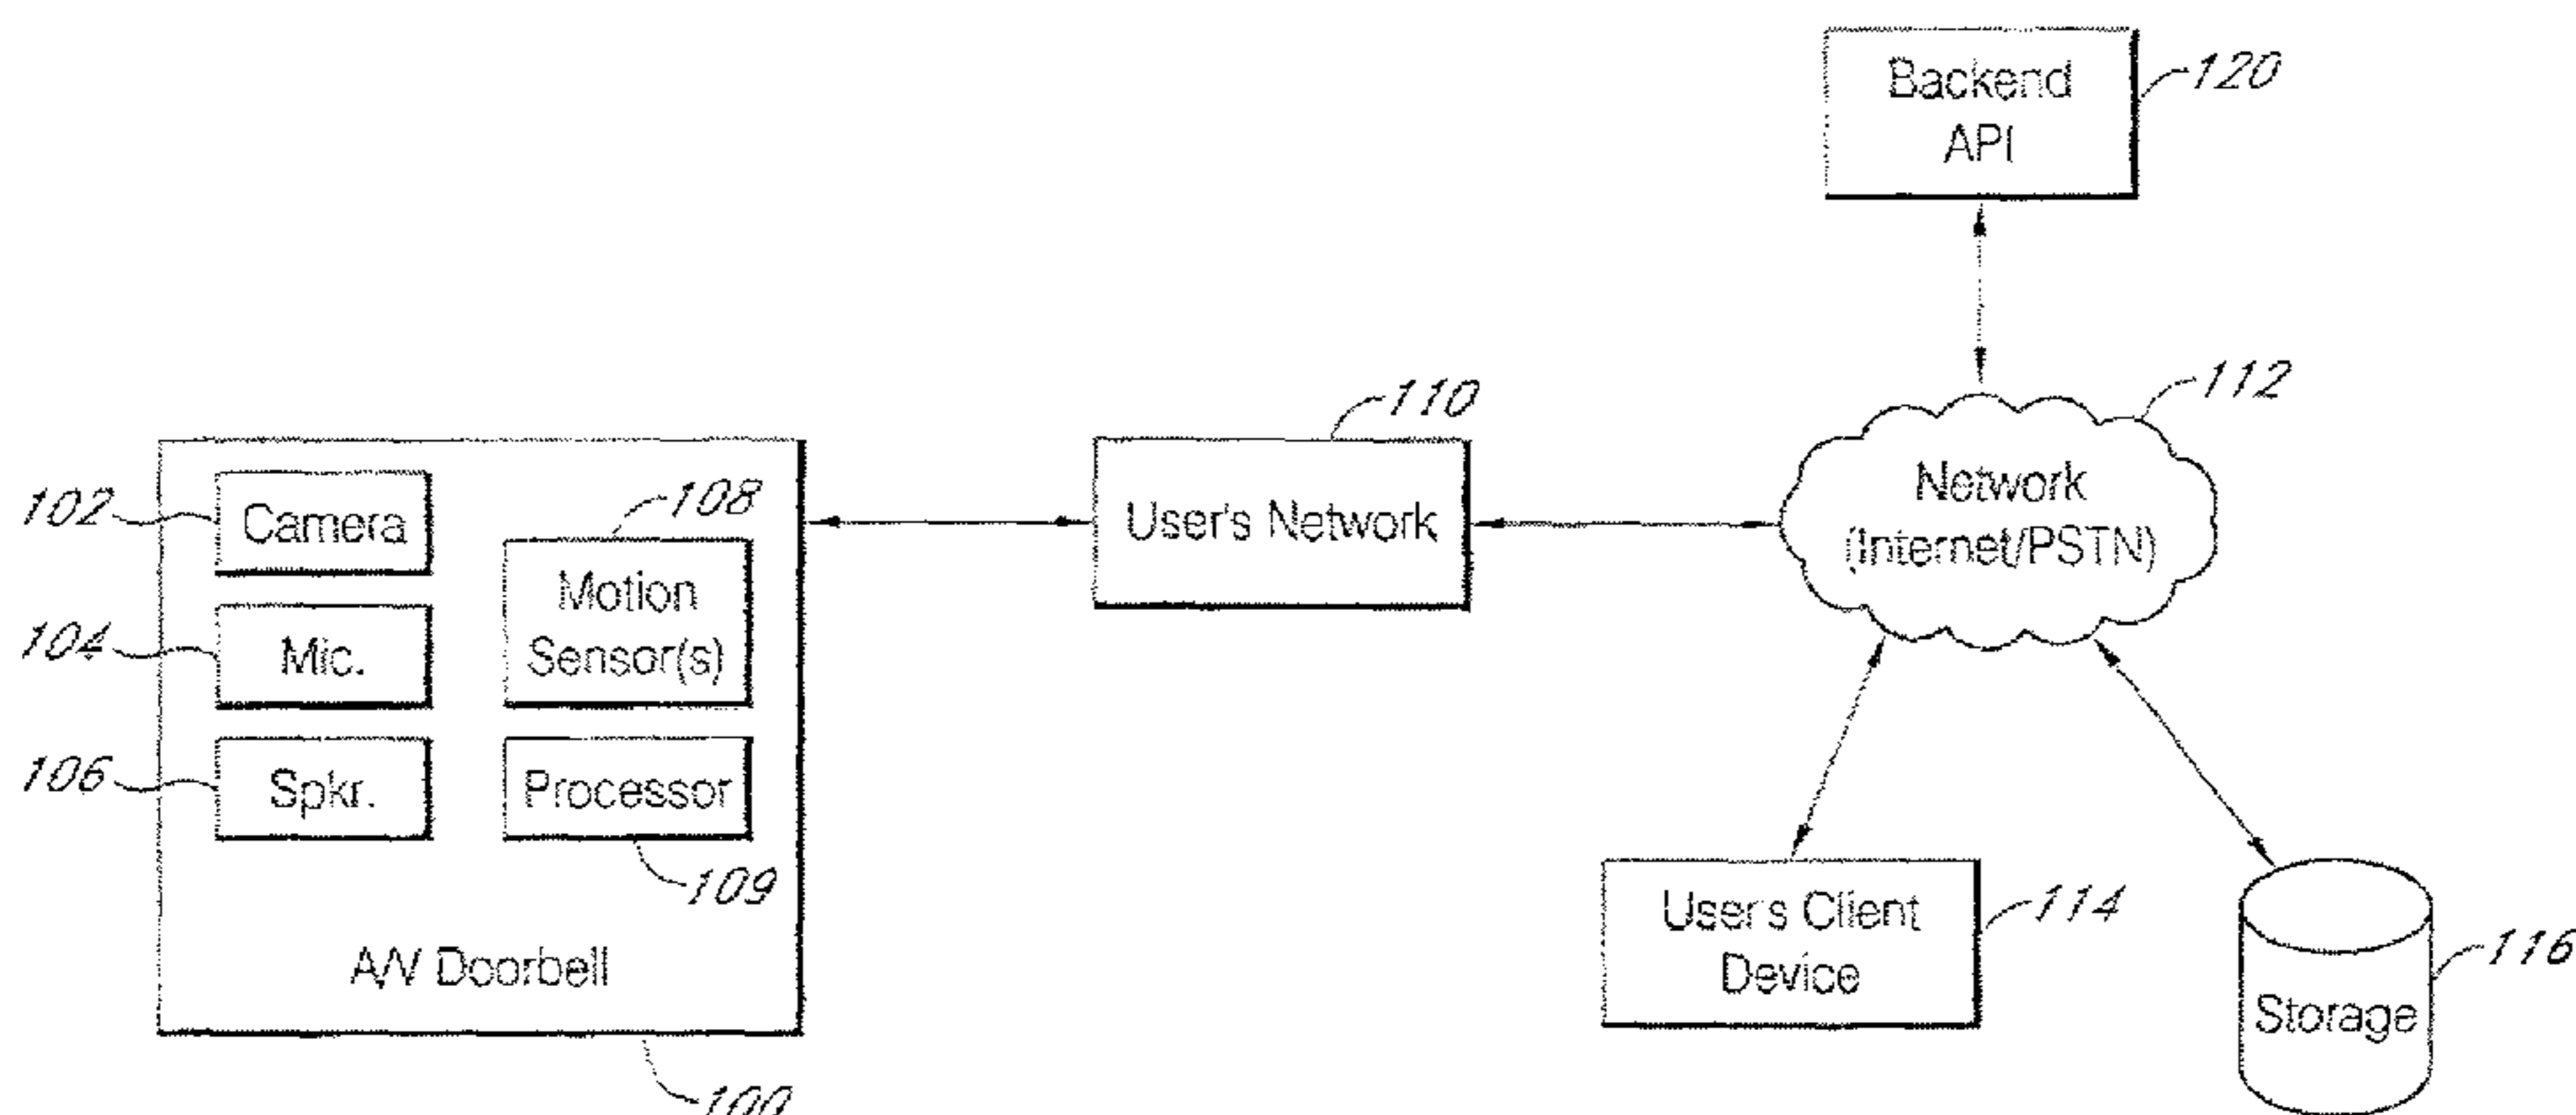 Backend
API
120
112
110
Network
(Internet/PSTN)
User's Network
102
Camera
108
Motion
Sensor(s)
104
Mic.
106
Spkr.
Processor
109
A/V Doorbell
100
User's Client
Device
114
116
Storage